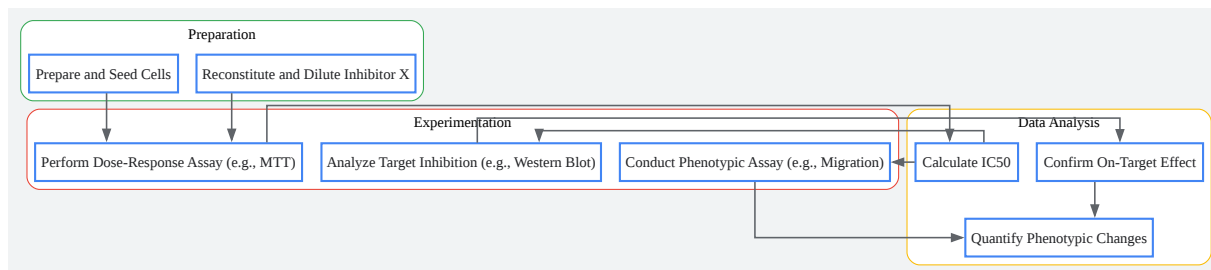 Preparation
Prepare and Seed Cells
Reconstitute and Dilute Inhibitor X
Experimentation
Data Analysis
Perform Dose-Response Assay (e.g., MTT)
Analyze Target Inhibition (e.g., Western Blot)
Conduct Phenotypic Assay (e.g., Migration)
Calculate IC50
Confirm On-Target Effect
Quantify Phenotypic Changes